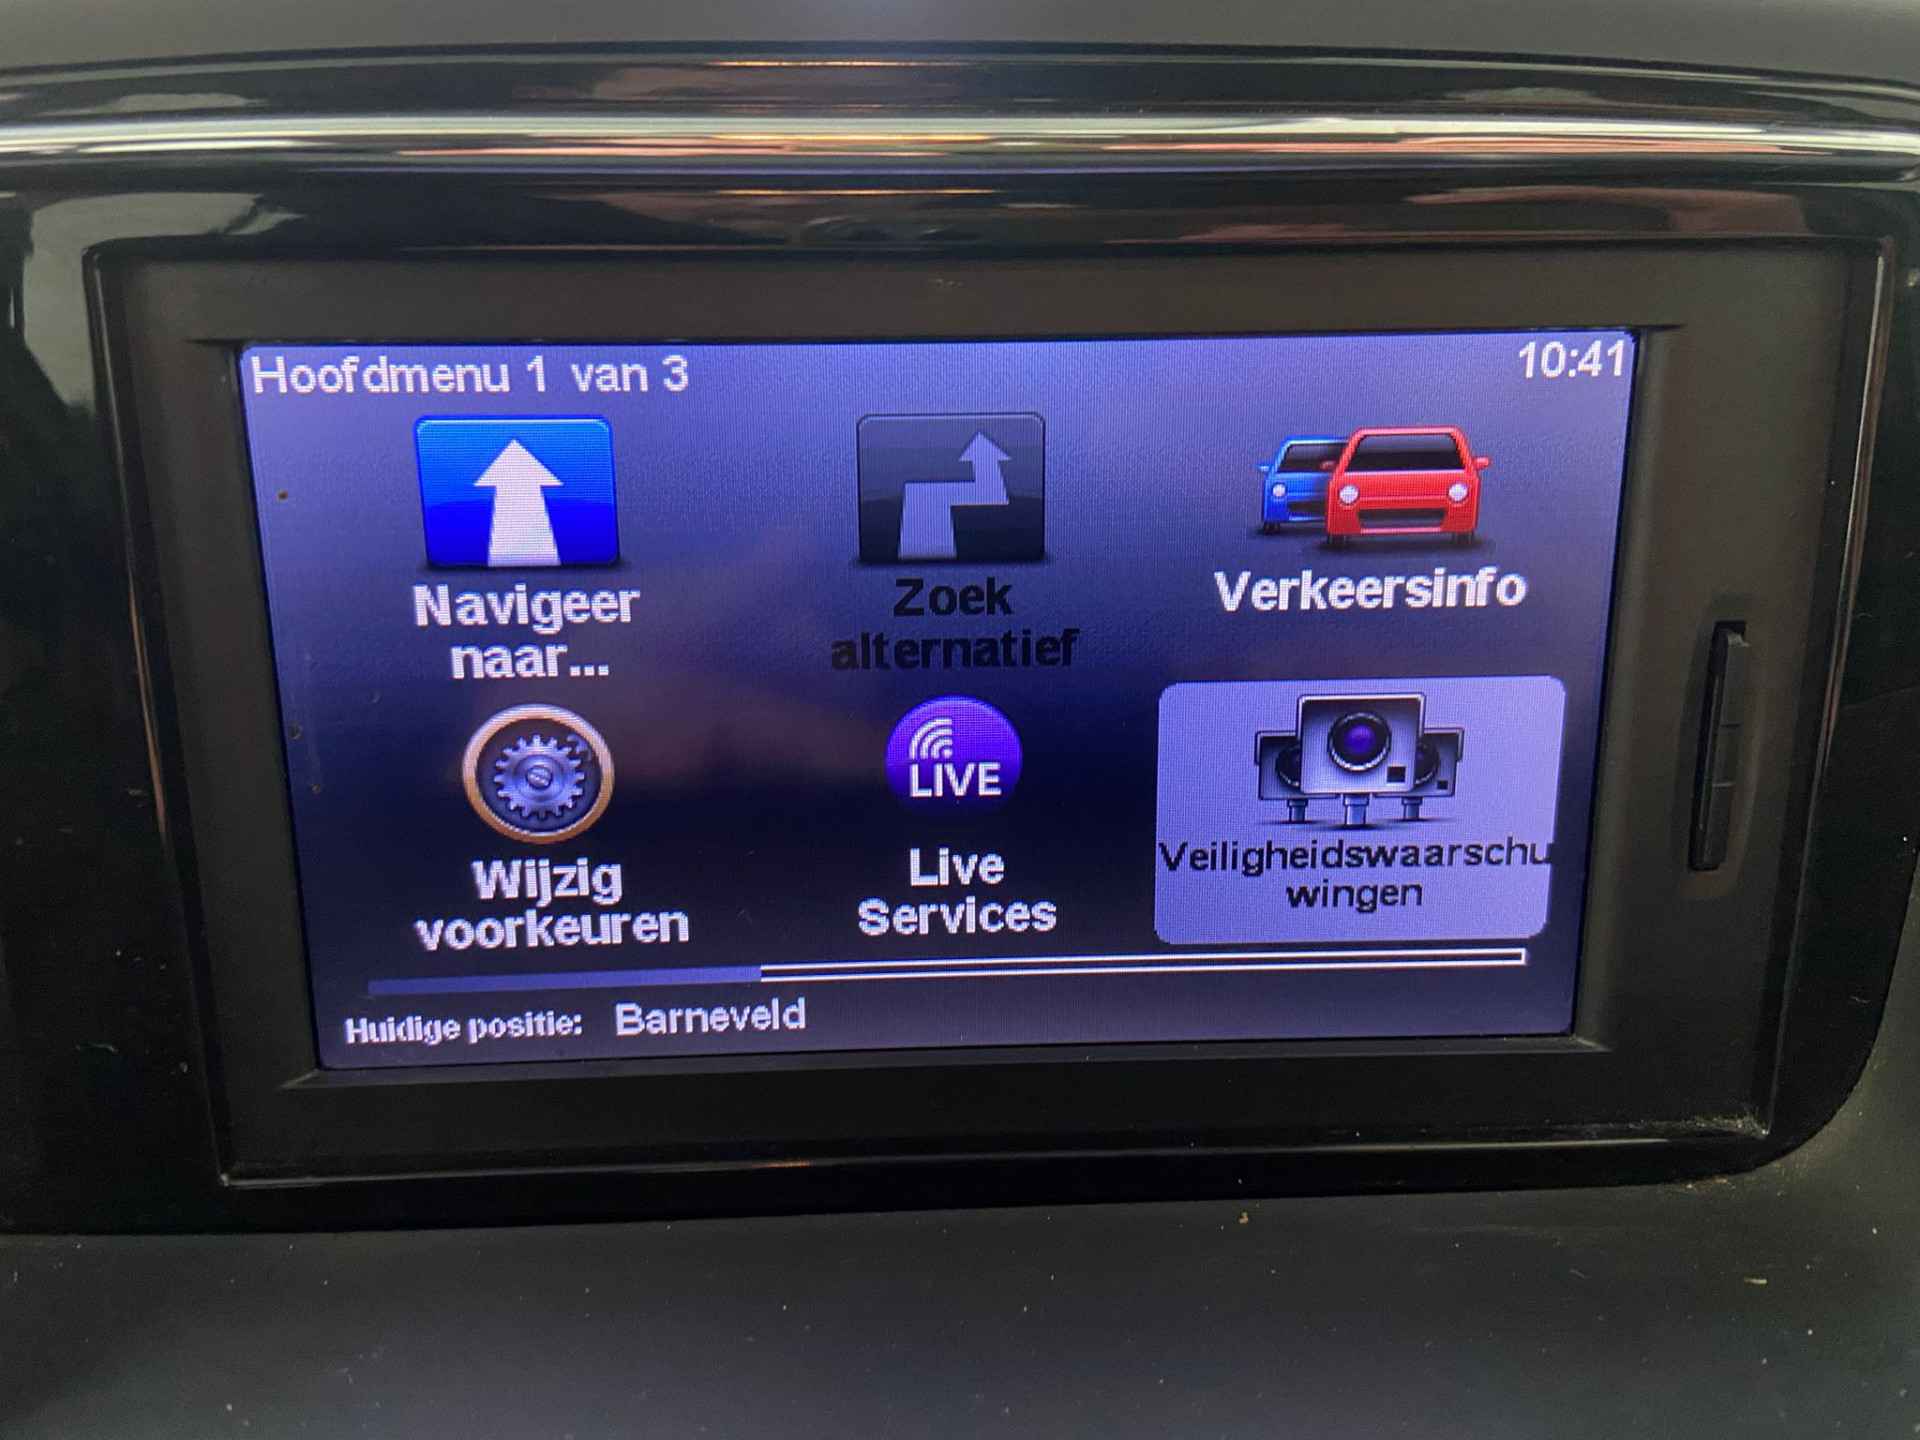 Hoofdmenu 1 van 3
10:41
Navigeer
naar...
Zoek
alternatief
Verkeersinfo
Wijzig
voorkeuren
LIVE
Live
Services
Veiligheidswaarschu
wingen
Huidige positie: Barneveld